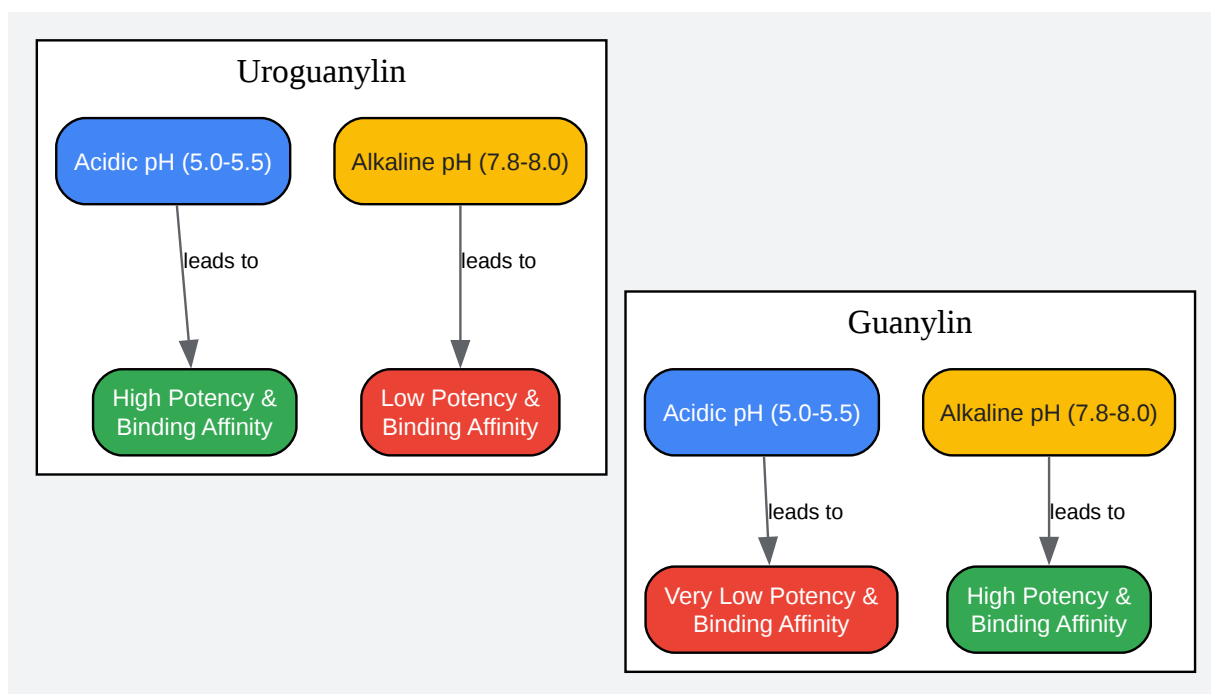 Uroguanylin
Acidic pH (5.0-5.5)
Alkaline pH (7.8-8.0)
leads to
leads to
High Potency &
Binding Affinity
Low Potency &
Binding Affinity
Guanylin
Acidic pH (5.0-5.5)
Alkaline pH (7.8-8.0)
leads to
leads to
Very Low Potency &
Binding Affinity
High Potency &
Binding Affinity